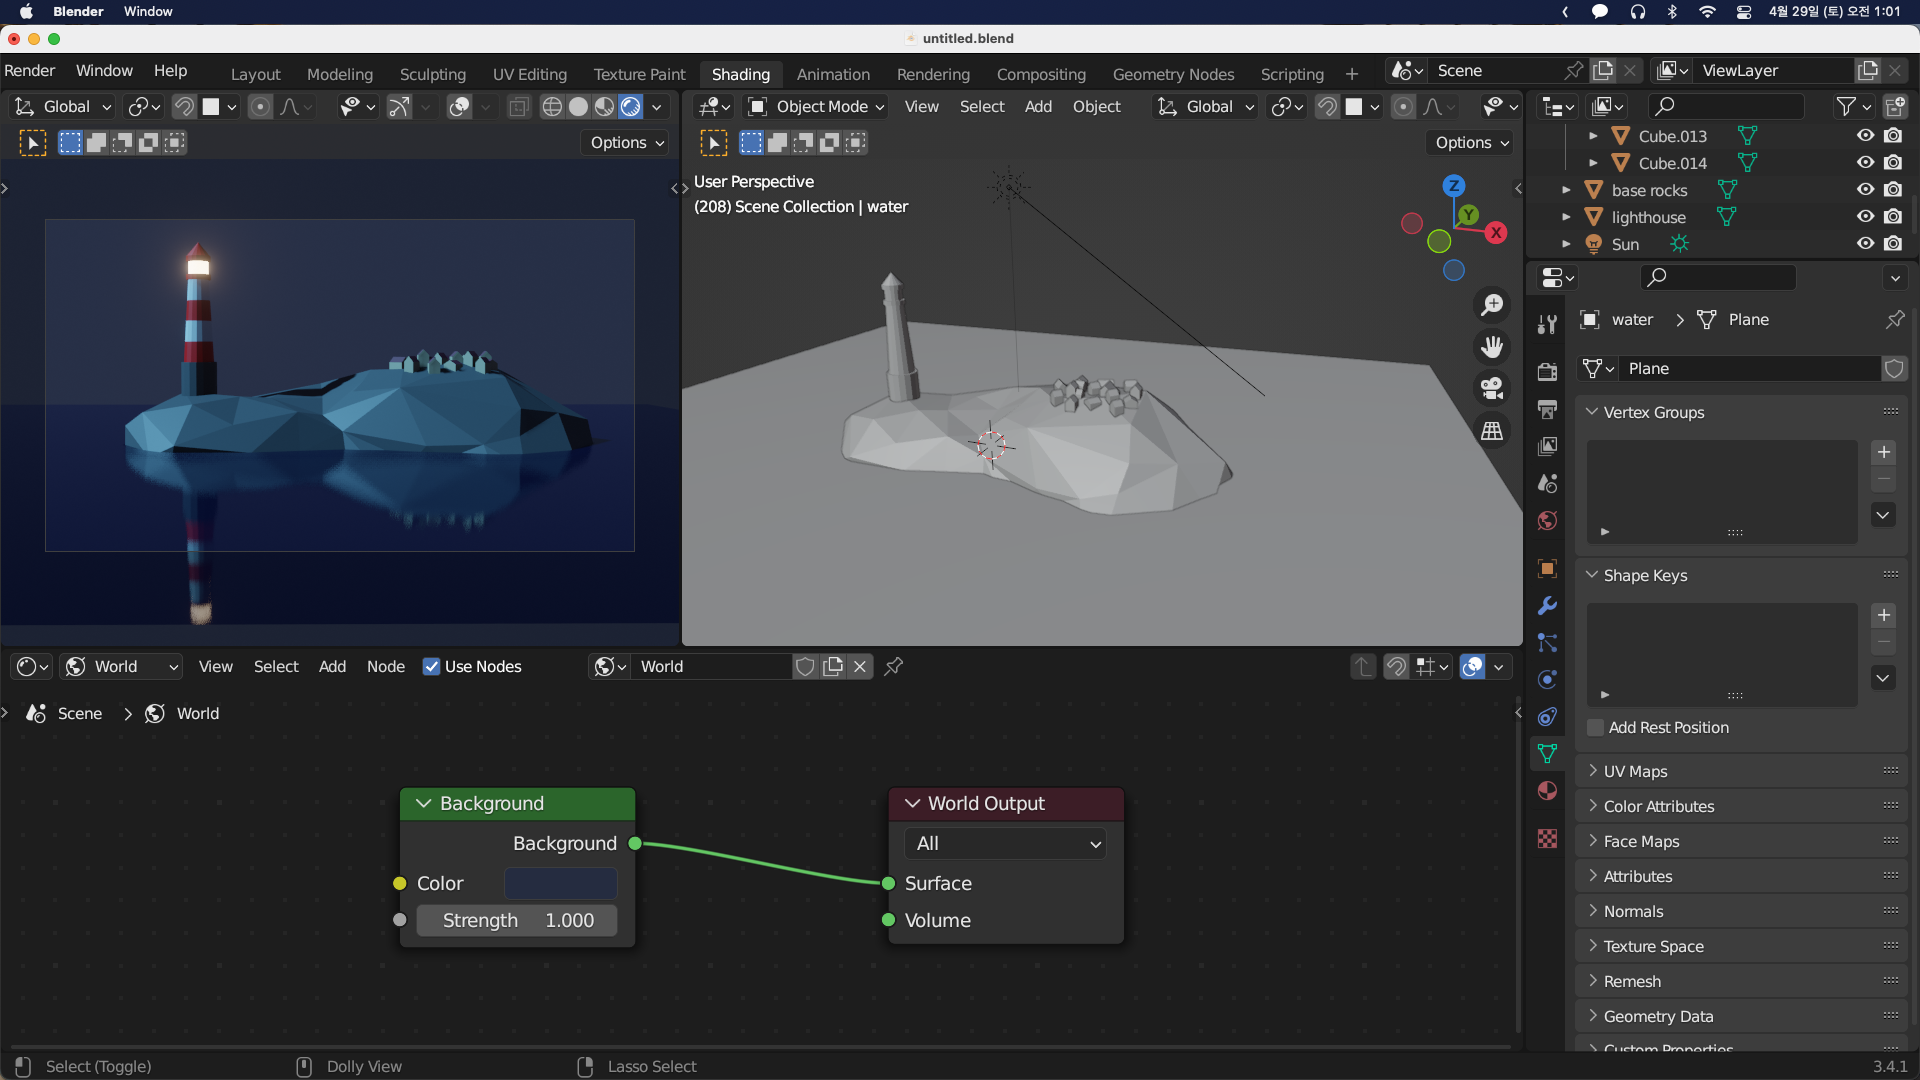 Blender Window 4월 29일 (토) 오전 1:01
untitled.blend
Render Window Help Layout Modeling Sculpting UV Editing Texture Paint Shading Animation Rendering Compositing Geometry Nodes Scripting + Scene ViewLayer
Global Object Mode View Select Add Object Global
Options Options
User Perspective
(208) Scene Collection | water
Z
Y
X
Cube.013
Cube.014
base rocks
lighthouse
Sun
water > Plane
Plane
Vertex Groups
Shape Keys
Add Rest Position
UV Maps
Color Attributes
Face Maps
Attributes
Normals
Texture Space
Remesh
Geometry Data
Custom Properties
World View Select Add Node Use Nodes World
Scene > World
Background
Background
Color
Strength 1.000
World Output
All
Surface
Volume
Select (Toggle) Dolly View Lasso Select 3.4.1